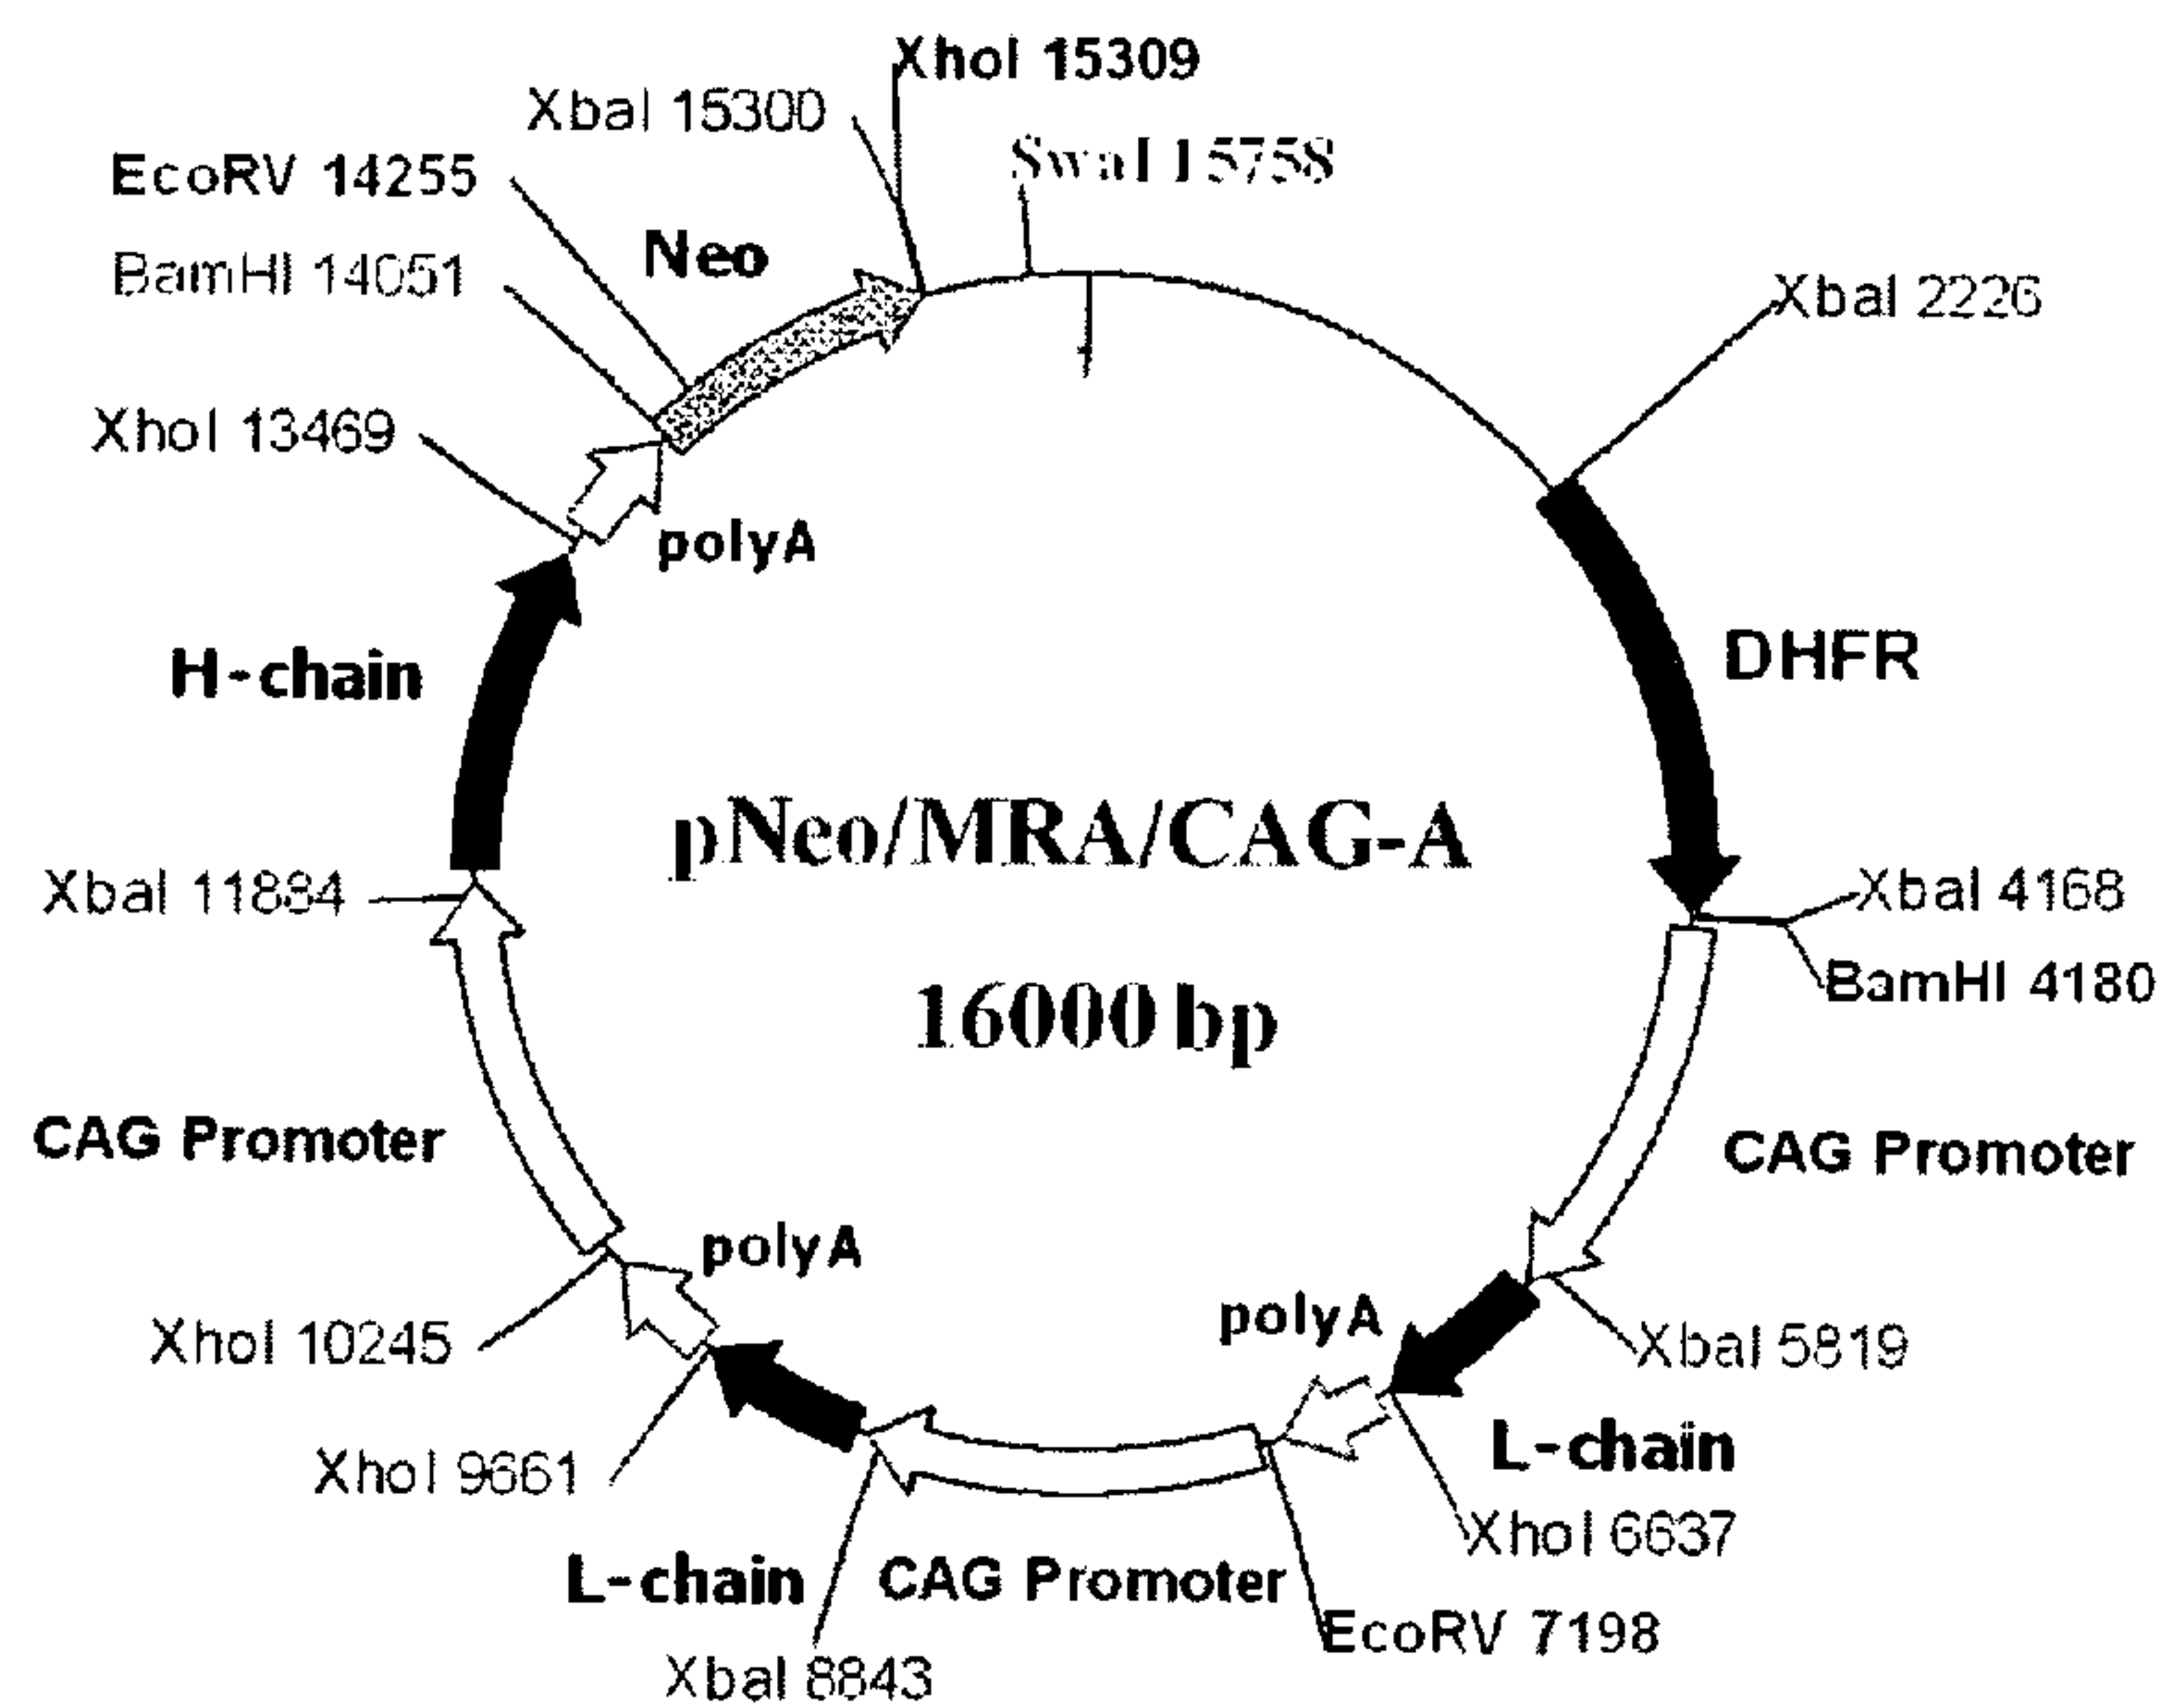 XhoI 15309
XbaI 15300
SwaI 15758
EcoRV 14255
Neo
BamHI 14051
XbaI 2226
XhoI 13469
polyA
H-chain
DHFR
pNeo/MRA/CAG-A
XbaI 11884
XbaI 4168
BamHI 4180
16000 bp
CAG Promoter
CAG Promoter
polyA
polyA
XhoI 10245
XbaI 5819
L-chain
XhoI 9661
XhoI 6637
L-chain
CAG Promoter
EcoRV 7198
XbaI 8843